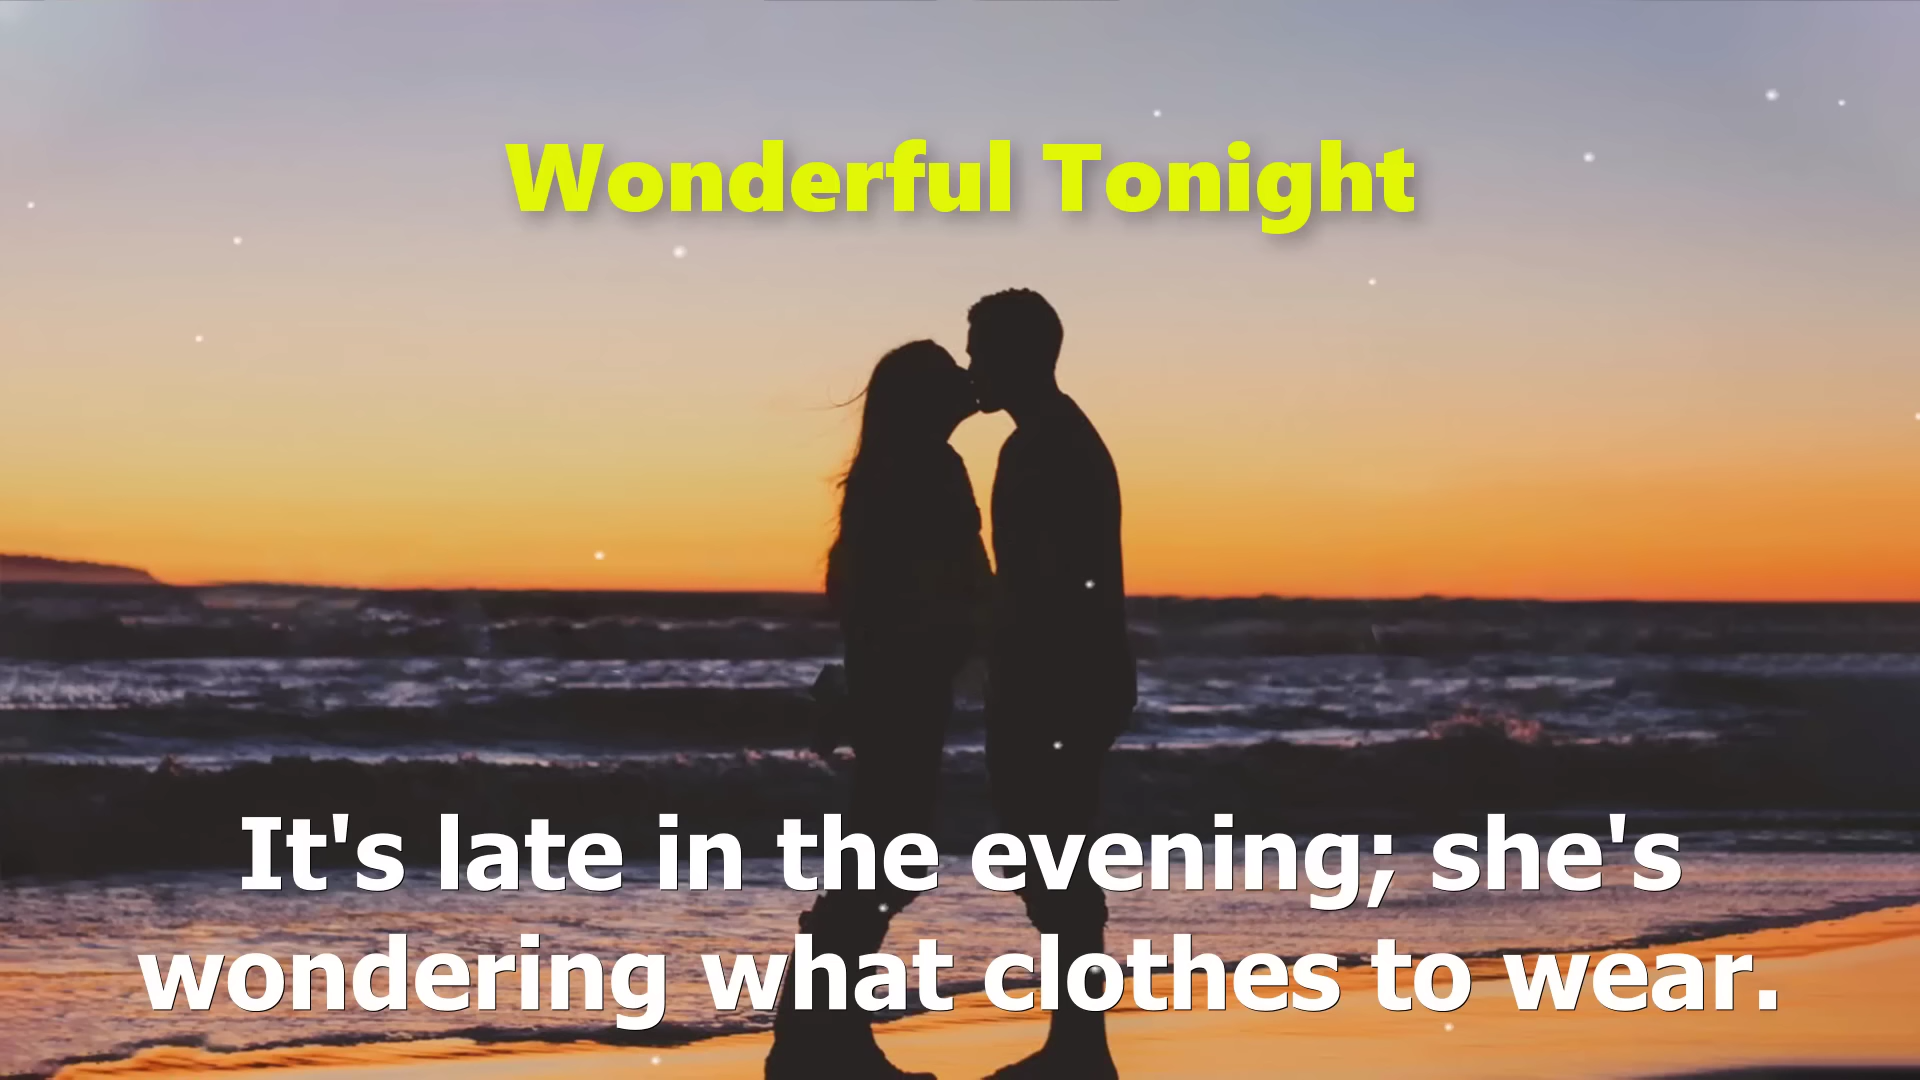 Wonderful Tonight
It's late in the evening; she's
wondering what clothes to wear.